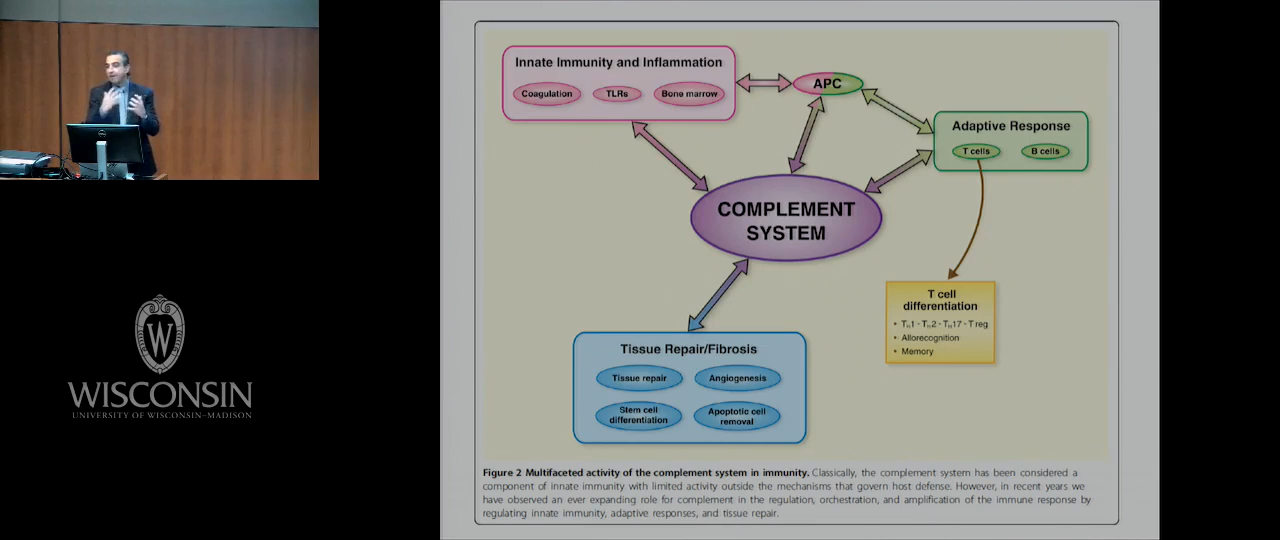 Innate Immunity and Inflammation
Coagulation
TLRs
Bone marrow
APC
Adaptive Response
T cells
B cells
COMPLEMENT
SYSTEM
T cell
differentiation
• TH1 - TH2 - TH17 - T reg
• Allorecognition
• Memory
Tissue Repair/Fibrosis
Tissue repair
Angiogenesis
Stem cell
differentiation
Apoptotic cell
removal
Figure 2 Multifaceted activity of the complement system in immunity. Classically, the complement system has been considered a
component of innate immunity with limited activity outside the mechanisms that govern host defense. However, in recent years we
have observed an ever expanding role for complement in the regulation, orchestration, and amplification of the immune response by
regulating innate immunity, adaptive responses, and tissue repair.
W
WISCONSIN
UNIVERSITY OF WISCONSIN–MADISON